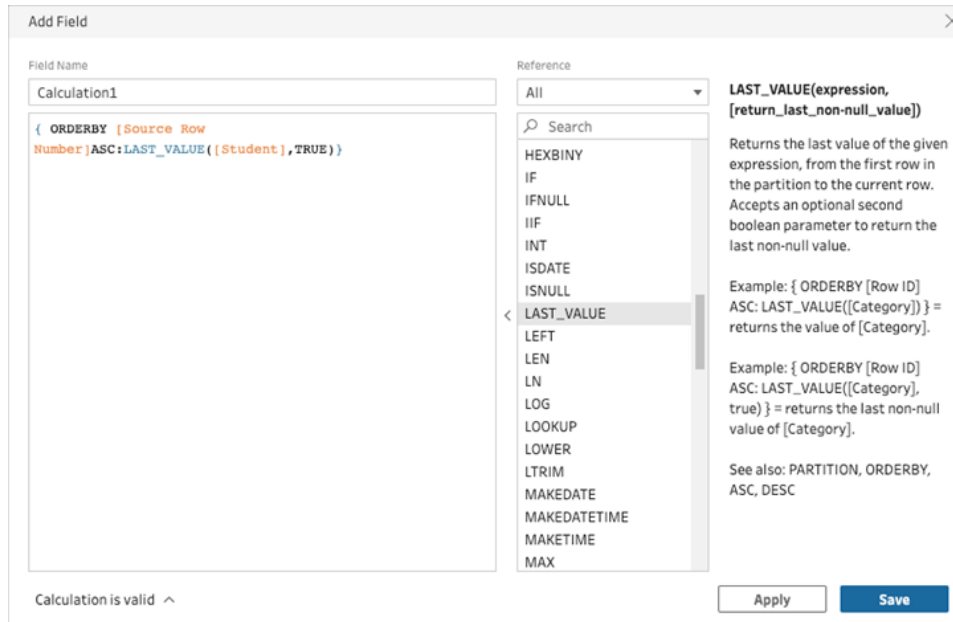 Add Field
Field Name
Calculation1
{ ORDERBY [Source Row
Number]ASC:LAST_VALUE([Student],TRUE)}
Reference
All
Search
HEXBINY
IF
IFNULL
IIF
INT
ISDATE
ISNULL
LAST_VALUE
LEFT
LEN
LN
LOG
LOOKUP
LOWER
LTRIM
MAKEDATE
MAKEDATETIME
MAKETIME
MAX
LAST_VALUE(expression,
[return_last_non-null_value])
Returns the last value of the given
expression, from the first row in
the partition to the current row.
Accepts an optional second
boolean parameter to return the
last non-null value.
Example: { ORDERBY [Row ID]
ASC: LAST_VALUE([Category]) } =
returns the value of [Category].
Example: { ORDERBY [Row ID]
ASC: LAST_VALUE([Category],
true) } = returns the last non-null
value of [Category].
See also: PARTITION, ORDERBY,
ASC, DESC
Calculation is valid
Apply
Save